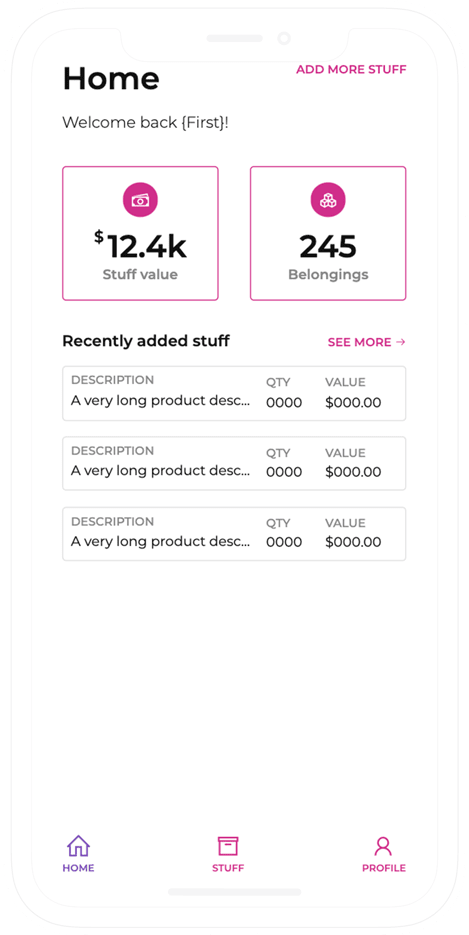 Home
ADD MORE STUFF
Welcome back {First}!
$12.4k
Stuff value
245
Belongings
Recently added stuff
SEE MORE →
DESCRIPTION QTY VALUE
A very long product desc... 0000 $000.00
DESCRIPTION QTY VALUE
A very long product desc... 0000 $000.00
DESCRIPTION QTY VALUE
A very long product desc... 0000 $000.00
HOME STUFF PROFILE